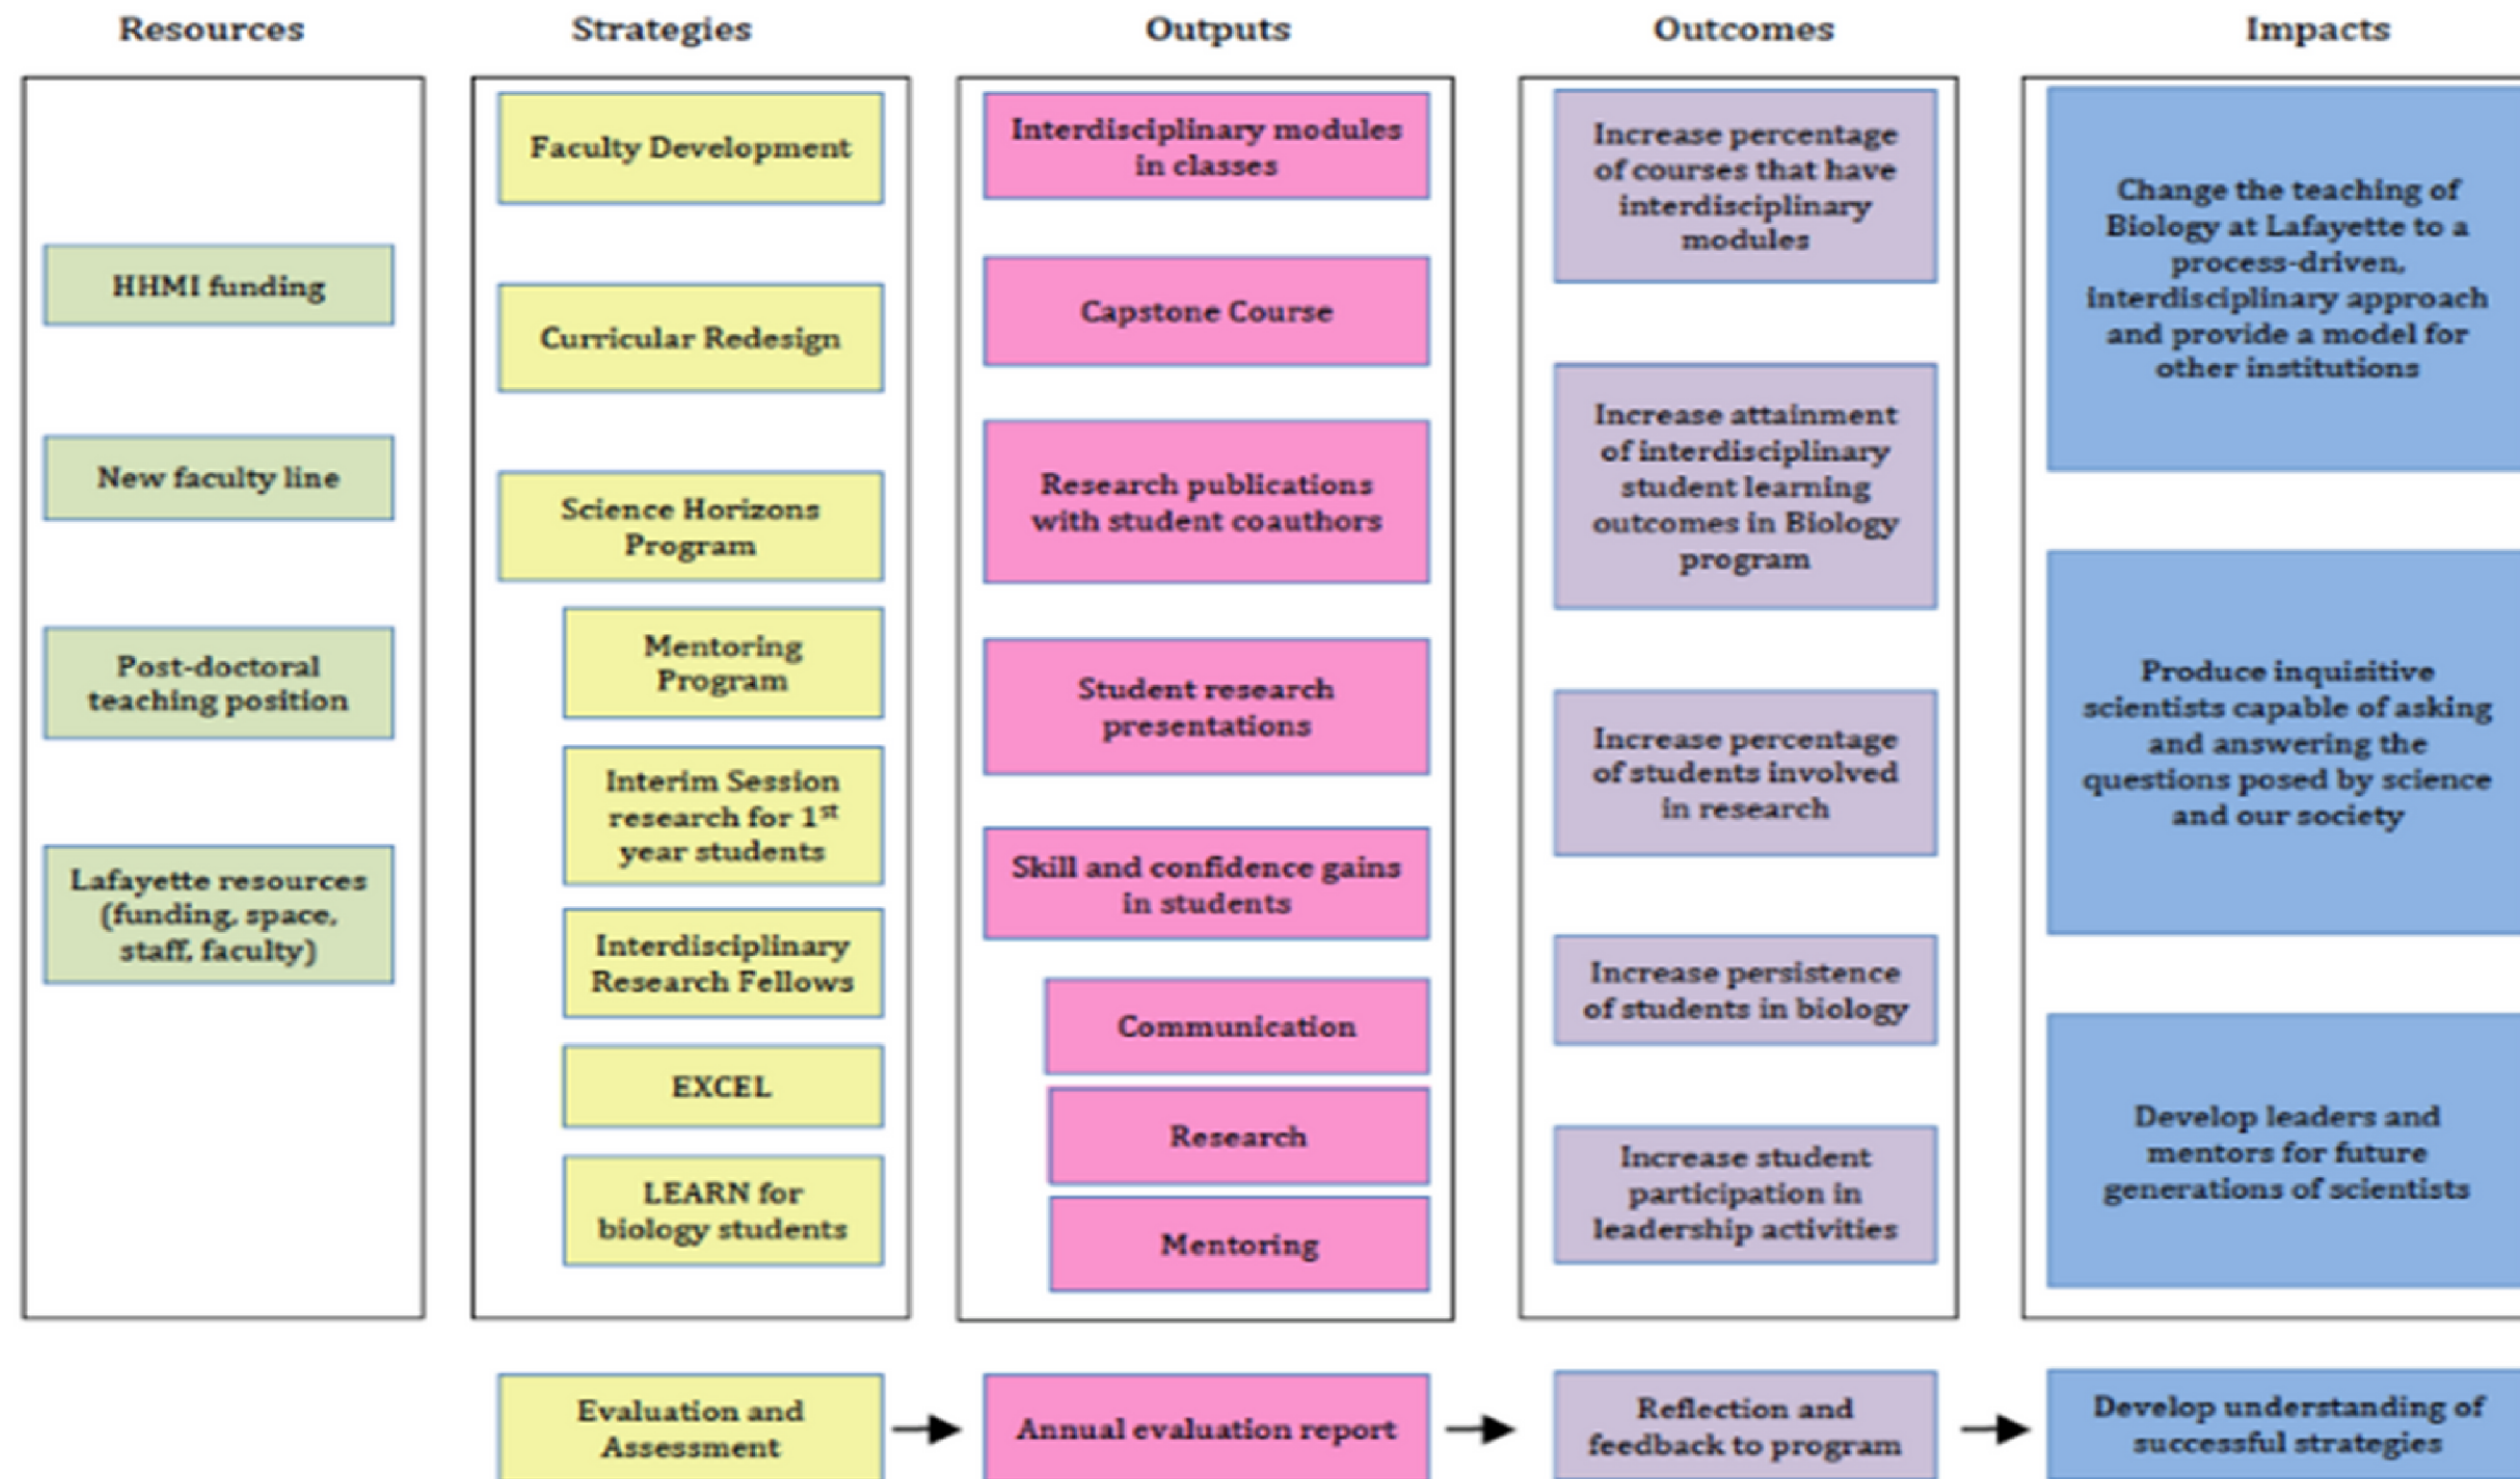 Resources
HHMI funding
New faculty line
Post-doctoral
teaching position
Lafayette resources
(funding, space,
staff, faculty)
Strategies
Faculty Development
Curricular Redesign
Science Horizons
Program
Mentoring
Program
Interim Session
research for 1st
year students
Interdisciplinary
Research Fellows
EXCEL
LEARN for
biology students
Outputs
Interdisciplinary modules
in classes
Capstone Course
Research publications
with student coauthors
Student research
presentations
Skill and confidence gains
in students
Communication
Research
Mentoring
Outcomes
Increase percentage
of courses that have
interdisciplinary
modules
Increase attainment
of interdisciplinary
student learning
outcomes in Biology
program
Increase percentage
of students involved
in research
Increase persistence
of students in biology
Increase student
participation in
leadership activities
Impacts
Change the teaching of
Biology at Lafayette to a
process-driven,
interdisciplinary approach
and provide a model for
other institutions
Produce inquisitive
scientists capable of asking
and answering the
questions posed by science
and our society
Develop leaders and
mentors for future
generations of scientists
Evaluation and
Assessment
Annual evaluation report
Reflection and
feedback to program
Develop understanding of
successful strategies